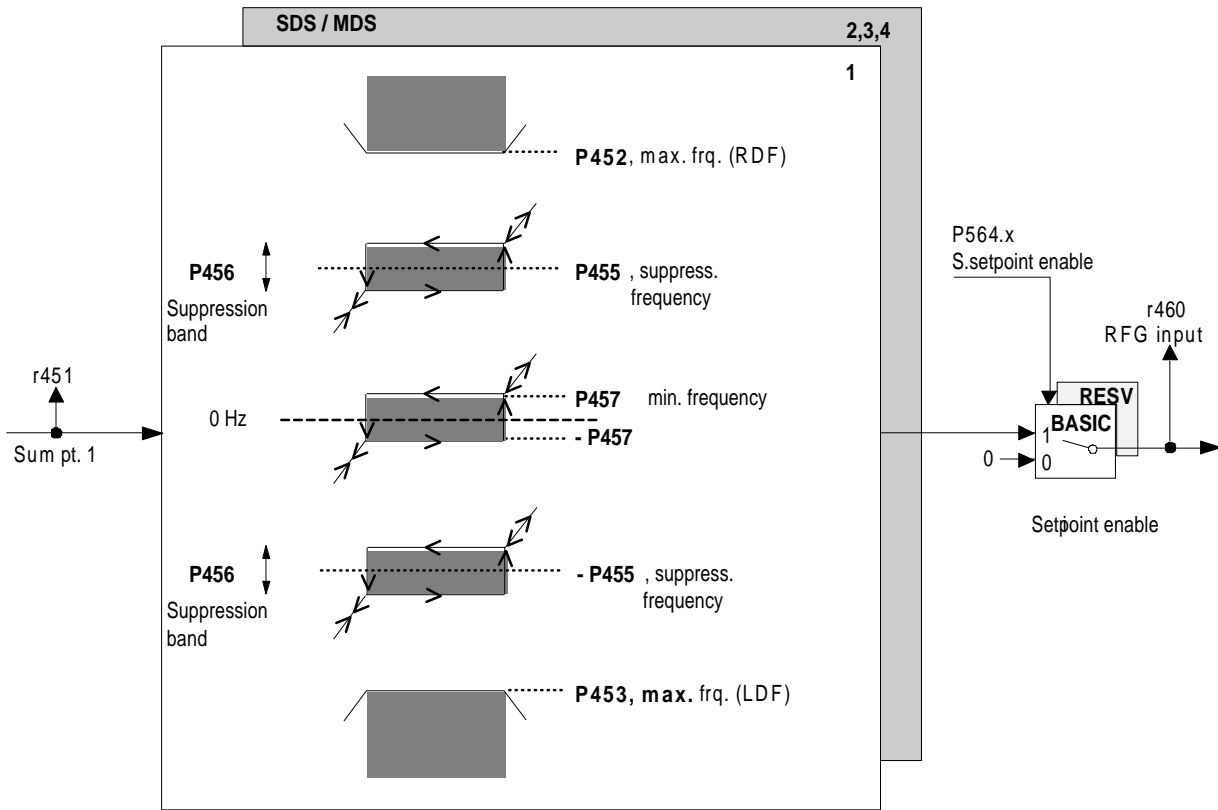 SDS / MDS
2,3,4
1
P452, max. frq. (RDF)
P456
Suppression
band
P455 , suppress.
frequency
P564.x
S.setpoint enable
r460
RFG input
r451
Sum pt. 1
0 Hz
P457 min. frequency
- P457
RESV
BASIC
1
0
0
Setpoint enable
P456
Suppression
band
- P455 , suppress.
frequency
P453, max. frq. (LDF)